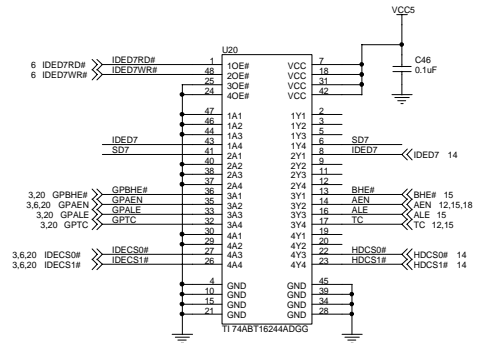 VCC5
U20
6 IDED7RD# IDED7RD# 1 1OE# VCC 7
6 IDED7WR# IDED7WR# 48 2OE# VCC 18
25 3OE# VCC 31
24 4OE# VCC 42
C46
0.1uF
47 1A1 1Y1 2
46 1A2 1Y2 3
44 1A3 1Y3 5
IDED7 43 1A4 1Y4 6 SD7
SD7 41 2A1 2Y1 8 IDED7 IDED7 14
40 2A2 2Y2 9
38 2A3 2Y3 11
37 2A4 2Y4 12
3,20 GPBHE# GPBHE# 36 3A1 3Y1 13 BHE# BHE# 15
3,6,20 GPAEN GPAEN 35 3A2 3Y2 14 AEN AEN 12,15,18
3,20 GPALE GPALE 33 3A3 3Y3 16 ALE ALE 15
3,20 GPTC GPTC 32 3A4 3Y4 17 TC TC 12,15
30 4A1 4Y1 19
29 4A2 4Y2 20
3,6,20 IDECS0# IDECS0# 27 4A3 4Y3 22 HDCS0# HDCS0# 14
3,6,20 IDECS1# IDECS1# 26 4A4 4Y4 23 HDCS1# HDCS1# 14
4 GND GND 45
10 GND GND 39
15 GND GND 34
21 GND GND 28
TI 74ABT16244ADGG